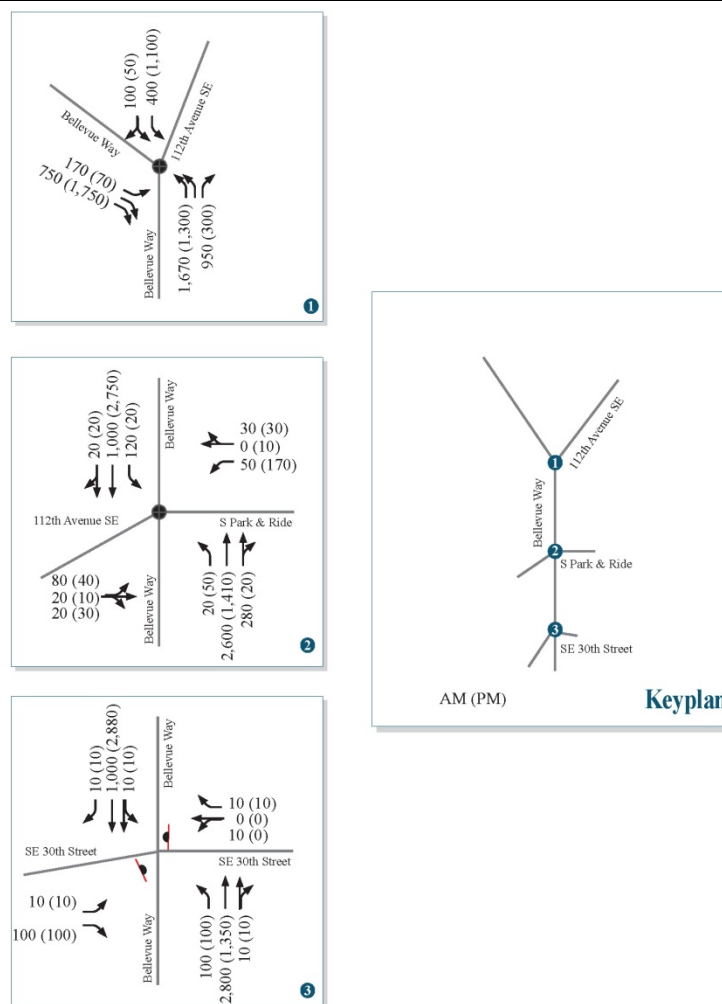 100 (50)
400 (1,100)
Bellevue Way
112th Avenue SE
170 (70)
750 (1,750)
Bellevue Way
1,670 (1,300)
950 (300)
1
20 (20)
1,000 (2,750)
120 (20)
Bellevue Way
30 (30)
0 (10)
50 (170)
112th Avenue SE
S Park & Ride
80 (40)
20 (10)
20 (30)
Bellevue Way
20 (50)
2,600 (1,410)
280 (20)
2
10 (10)
1,000 (2,880)
10 (10)
Bellevue Way
10 (10)
0 (0)
10 (0)
SE 30th Street
SE 30th Street
10 (10)
100 (100)
Bellevue Way
100 (100)
2,800 (1,350)
10 (10)
3
1
112th Avenue SE
Bellevue Way
2
S Park & Ride
3
SE 30th Street
AM (PM)
Keyplan